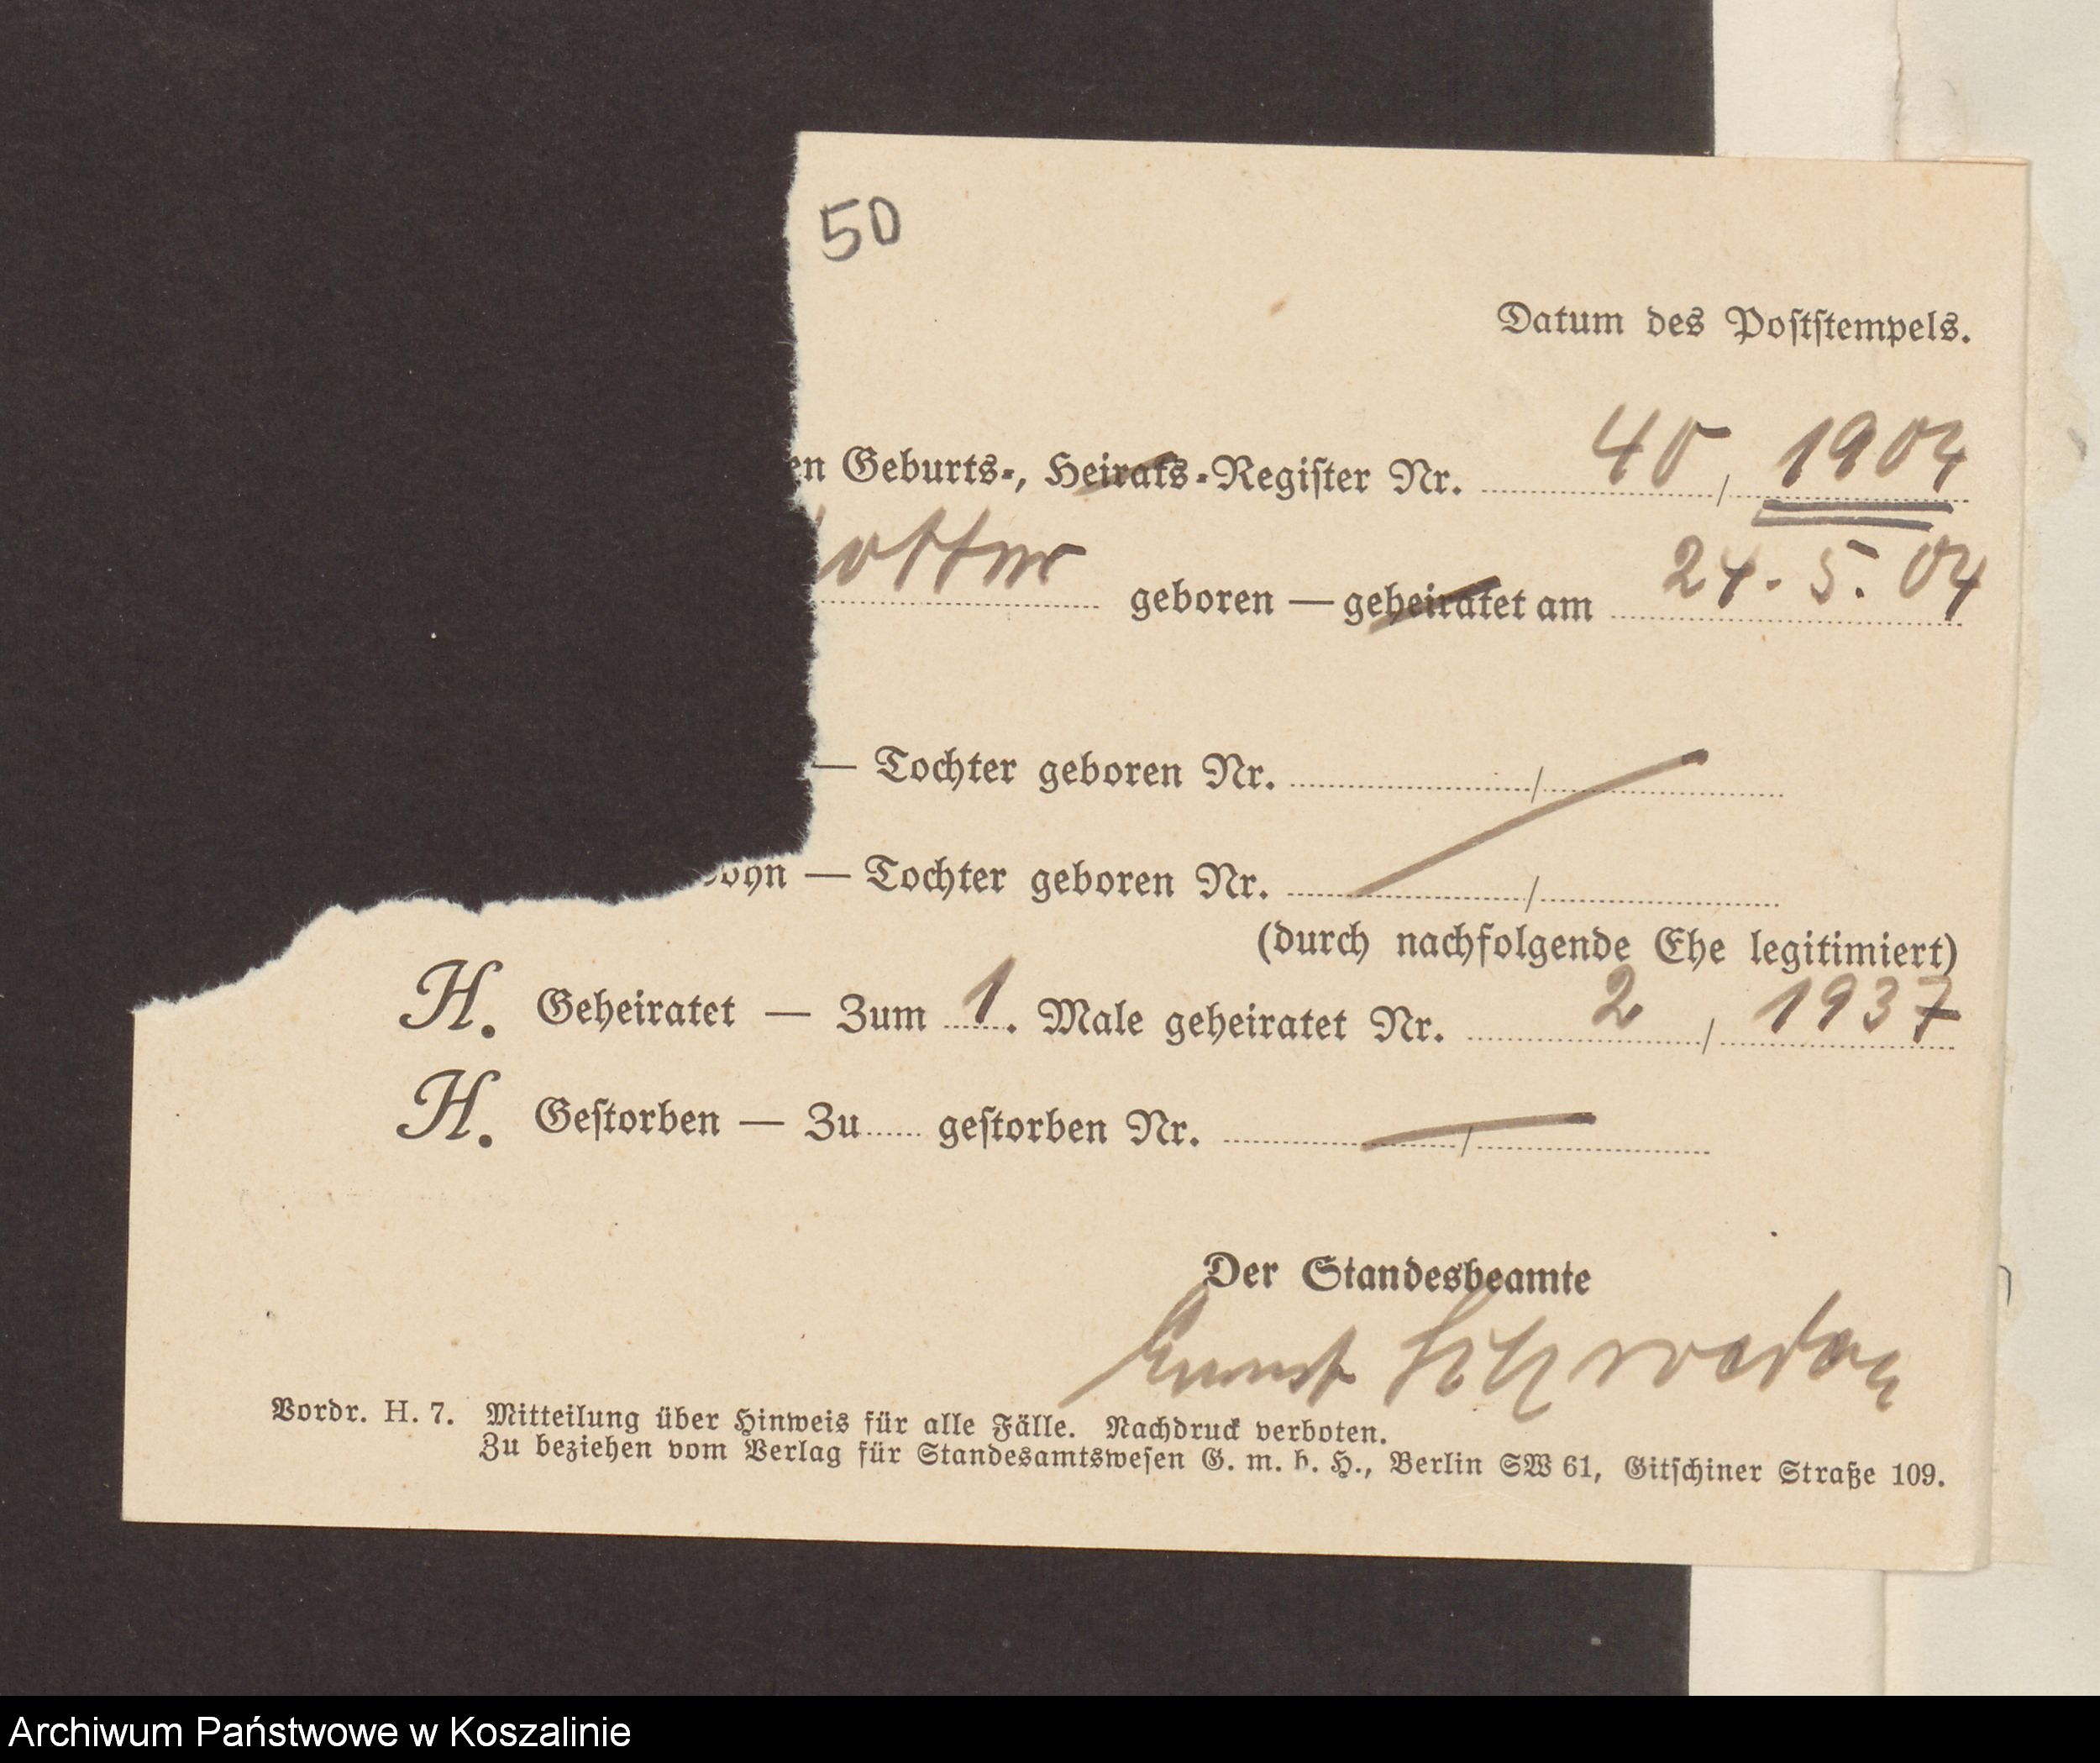 50
Datum des Poststempels.
en Geburts-, Heirats-Register Nr. 40 / 1904
geboren — geheiratet am 24. 5. 04
— Tochter geboren Nr. /
ohn — Tochter geboren Nr. /
(durch nachfolgende Ehe legitimiert)
H. Geheiratet — Zum 1. Male geheiratet Nr. 2 / 1937
H. Gestorben — Zu gestorben Nr. /
Der Standesbeamte
Vordr. H. 7. Mitteilung über Hinweis für alle Fälle. Nachdruck verboten.
Zu beziehen vom Verlag für Standesamtswesen G. m. b. H., Berlin SW 61, Gitschiner Straße 109.
Archiwum Państwowe w Koszalinie